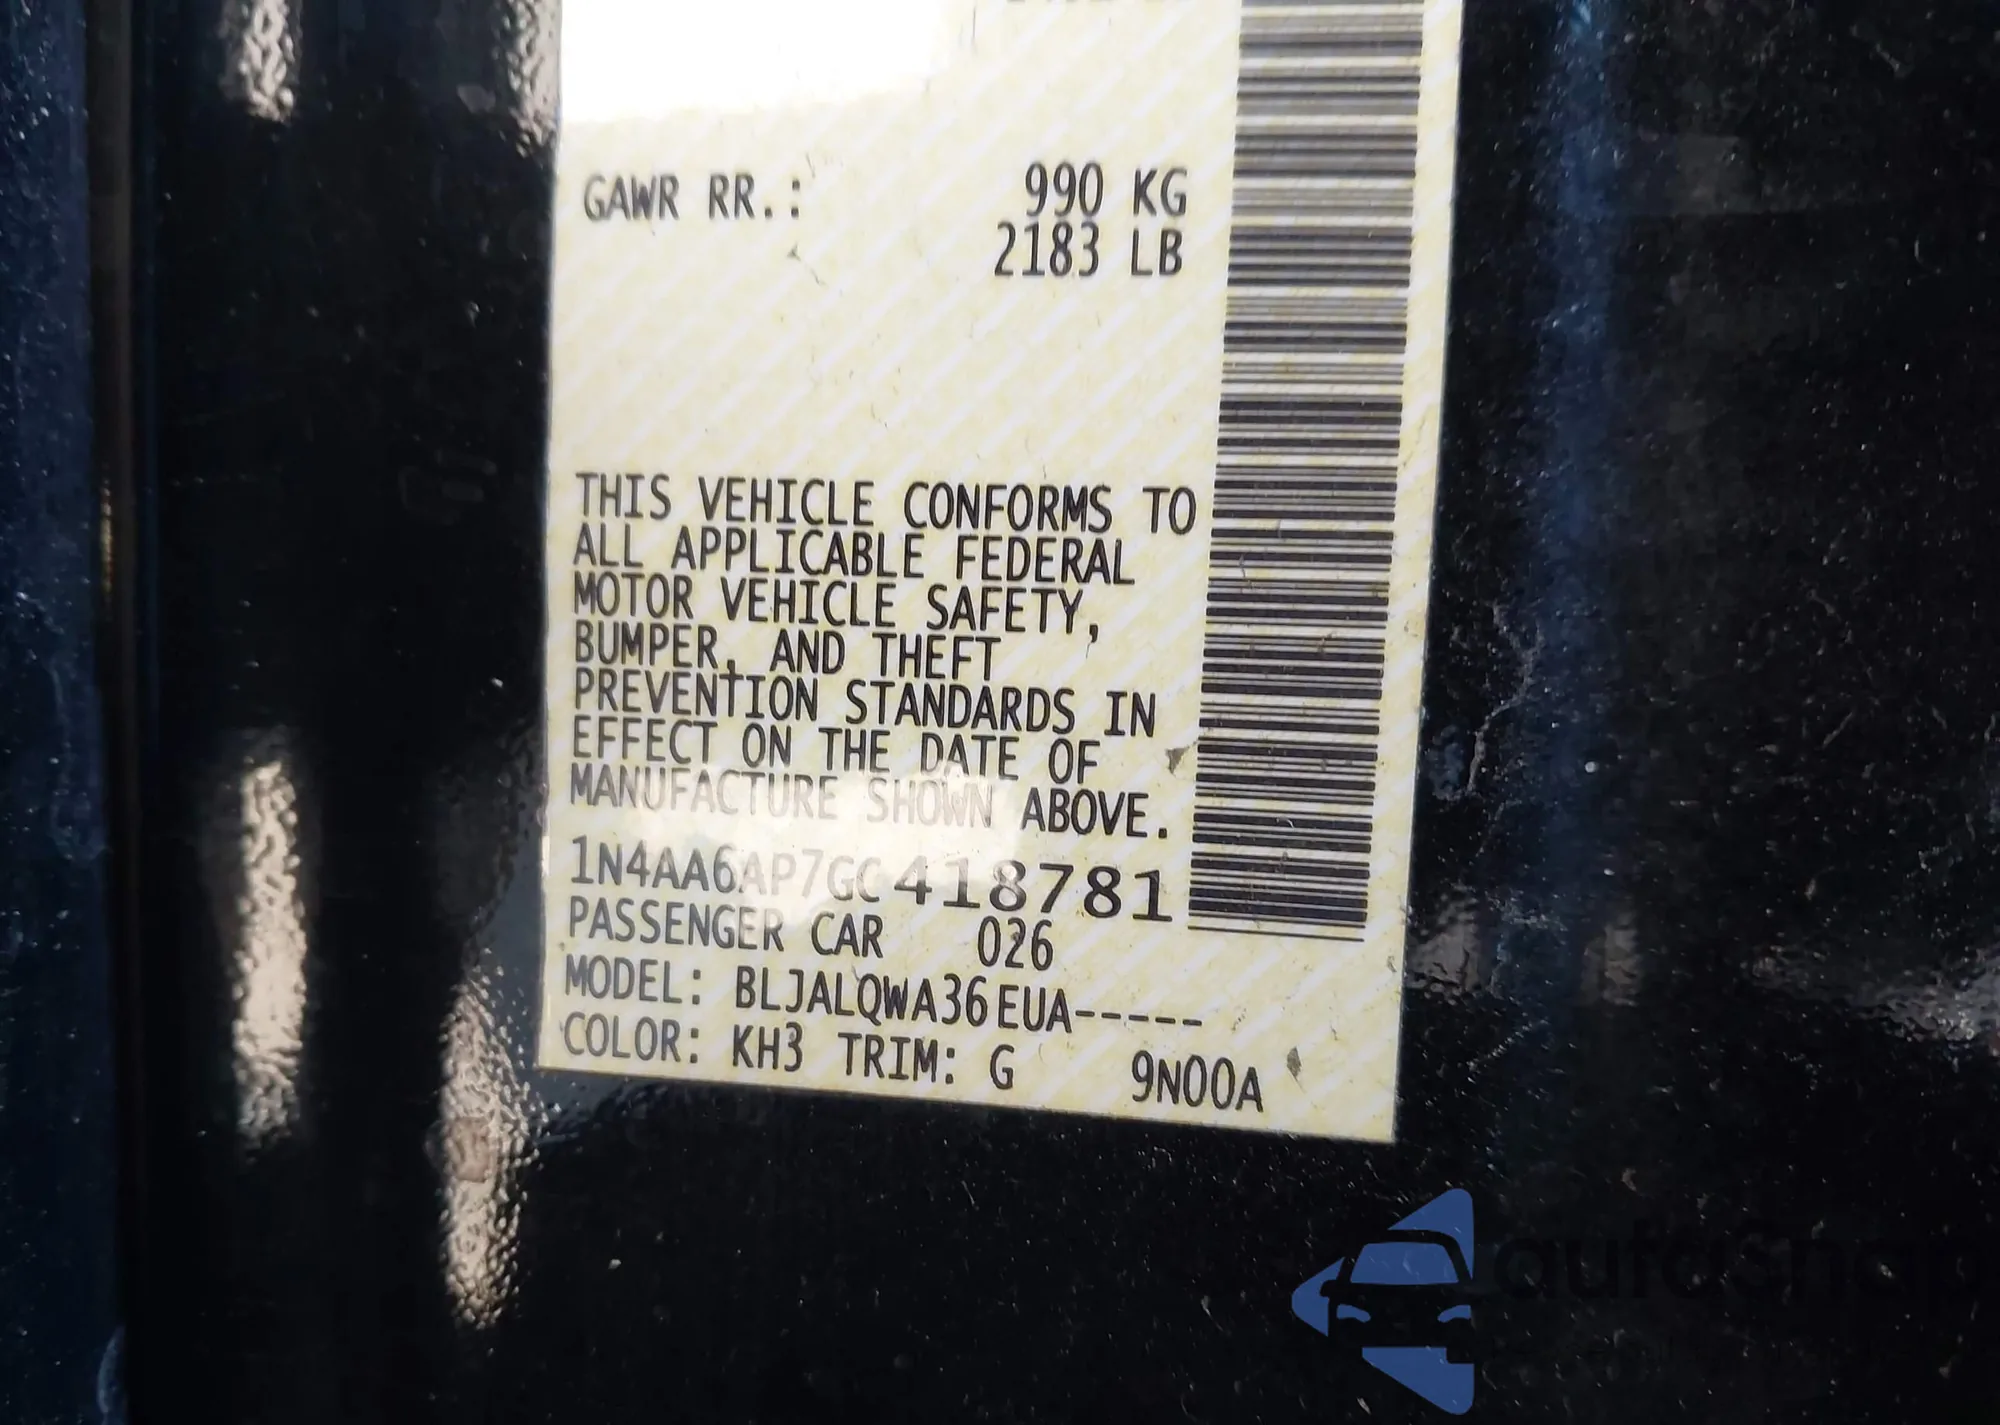 GAWR RR.: 990 KG
2183 LB
THIS VEHICLE CONFORMS TO
ALL APPLICABLE FEDERAL
MOTOR VEHICLE SAFETY,
BUMPER, AND THEFT
PREVENTION STANDARDS IN
EFFECT ON THE DATE OF
MANUFACTURE SHOWN ABOVE.
1N4AA6AP7GC418781
PASSENGER CAR 026
MODEL: BLJALQWA36EUA-----
COLOR: KH3 TRIM: G 9N00A
autosnap